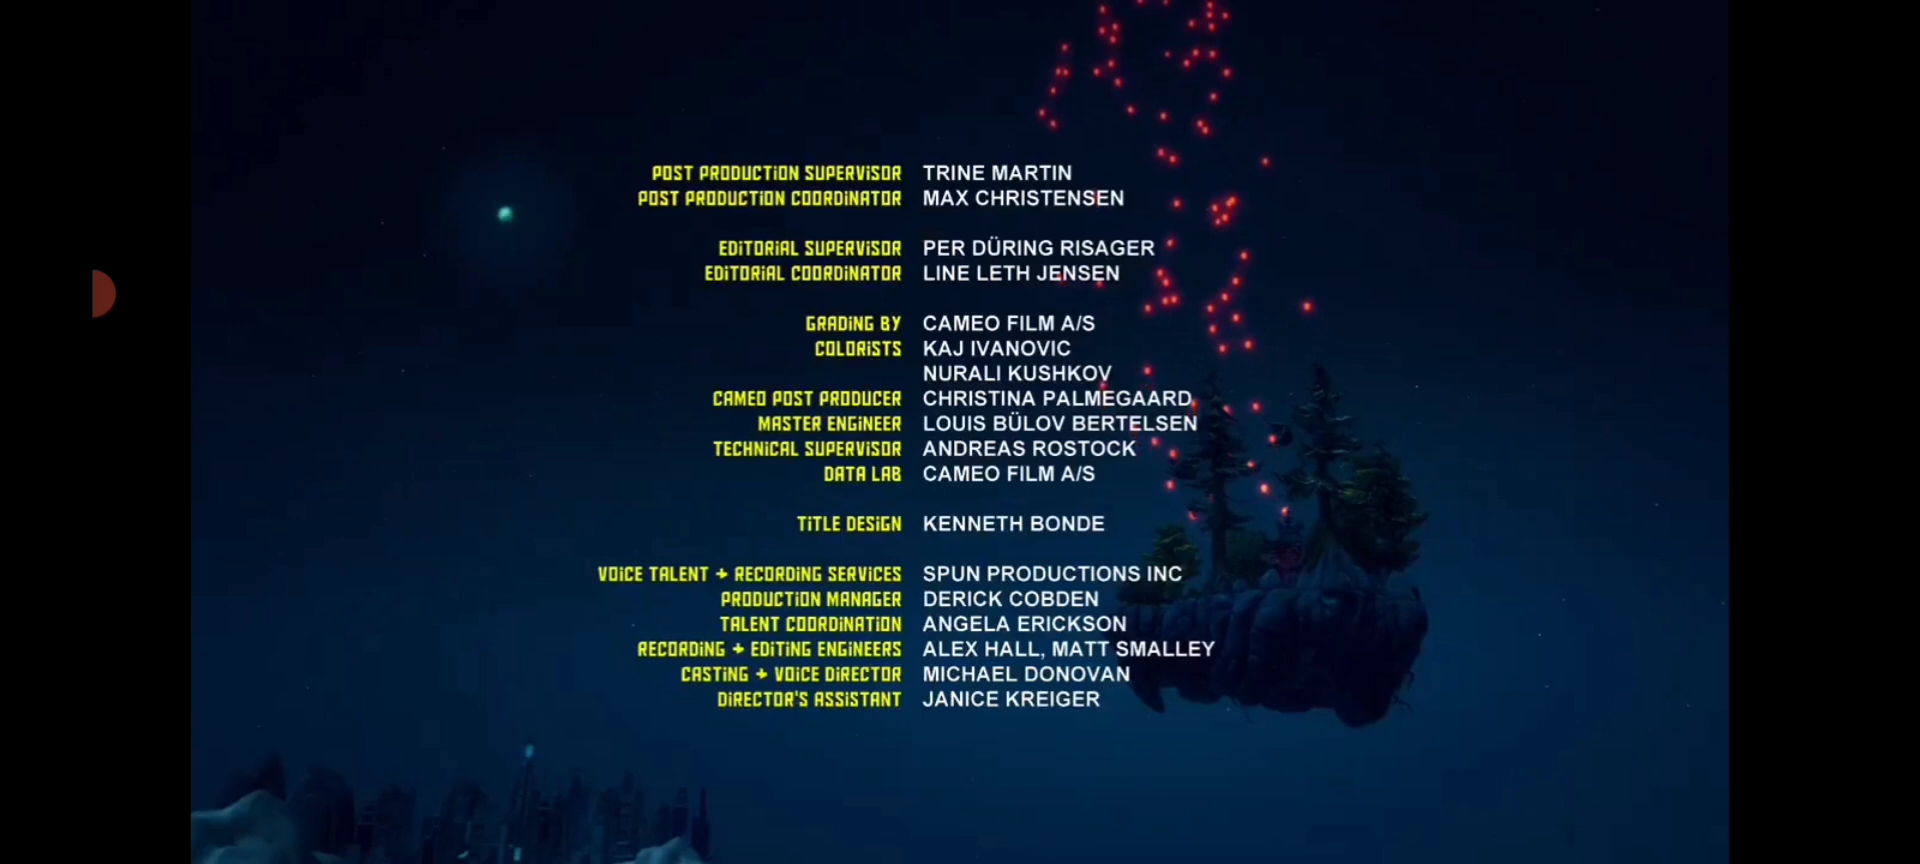 POST PRODUCTION SUPERVISOR TRINE MARTIN
POST PRODUCTION COORDINATOR MAX CHRISTENSEN
EDITORIAL SUPERVISOR PER DÜRING RISAGER
EDITORIAL COORDINATOR LINE LETH JENSEN
GRADING BY CAMEO FILM A/S
COLORISTS KAJ IVANOVIC
NURALI KUSHKOV
CAMEO POST PRODUCER CHRISTINA PALMEGAARD
MASTER ENGINEER LOUIS BÜLOV BERTELSEN
TECHNICAL SUPERVISOR ANDREAS ROSTOCK
DATA LAB CAMEO FILM A/S
TITLE DESIGN KENNETH BONDE
VOICE TALENT + RECORDING SERVICES SPUN PRODUCTIONS INC
PRODUCTION MANAGER DERICK COBDEN
TALENT COORDINATION ANGELA ERICKSON
RECORDING + EDITING ENGINEERS ALEX HALL, MATT SMALLEY
CASTING + VOICE DIRECTOR MICHAEL DONOVAN
DIRECTOR'S ASSISTANT JANICE KREIGER